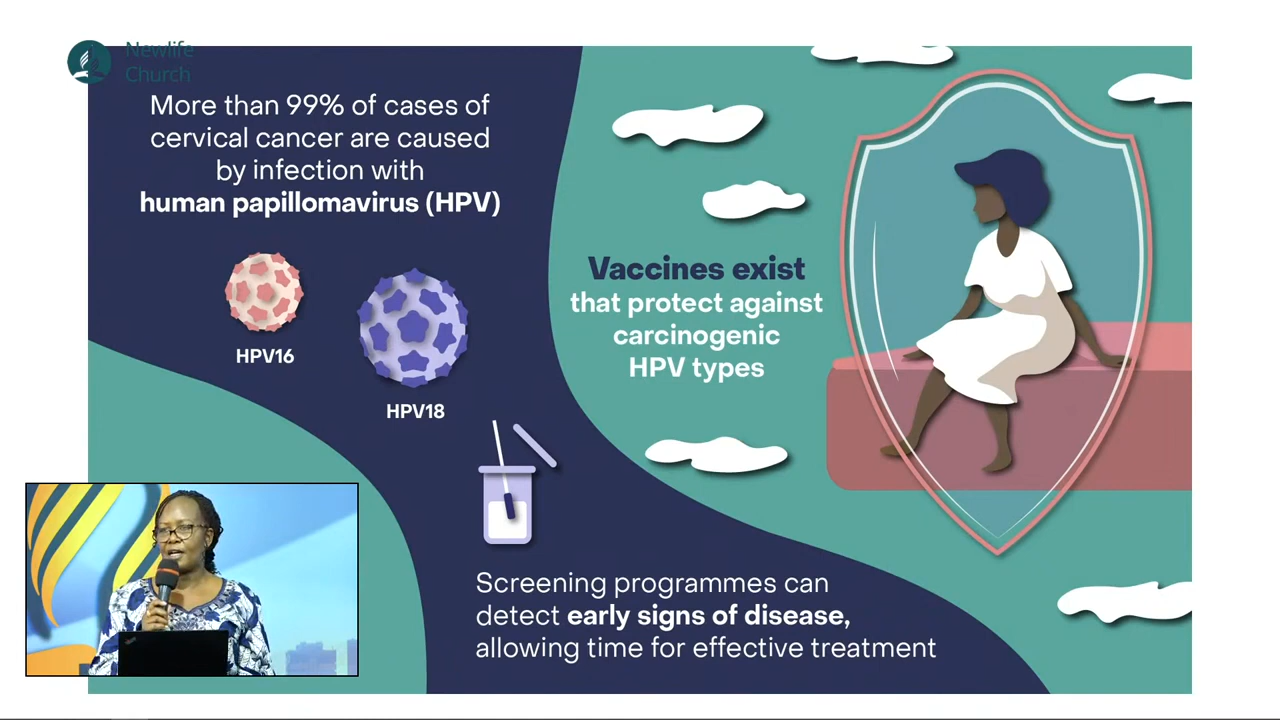 Newlife
Church
More than 99% of cases of
cervical cancer are caused
by infection with
human papillomavirus (HPV)
HPV16
HPV18
Vaccines exist
that protect against
carcinogenic
HPV types
Screening programmes can
detect early signs of disease,
allowing time for effective treatment